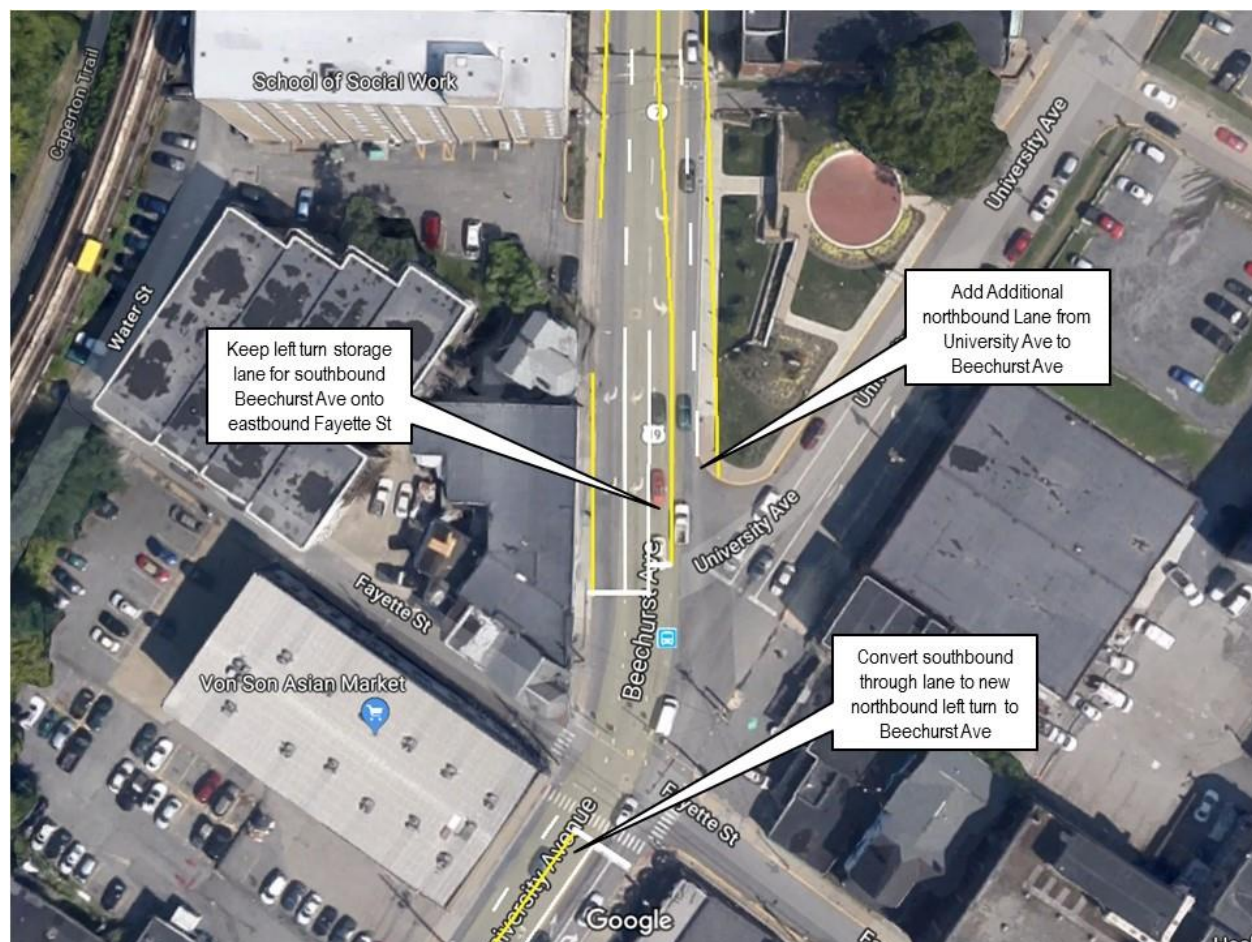 Caperton Trail
School of Social Work
University Ave
Water St
Add Additional
northbound Lane from
University Ave to
Beechurst Ave
Keep left turn storage
lane for southbound
Beechurst Ave onto
eastbound Fayette St
19
University Ave
Beechurst Ave
Fayette St
Von Son Asian Market
Convert southbound
through lane to new
northbound left turn to
Beechurst Ave
Fayette St
University Avenue
Google